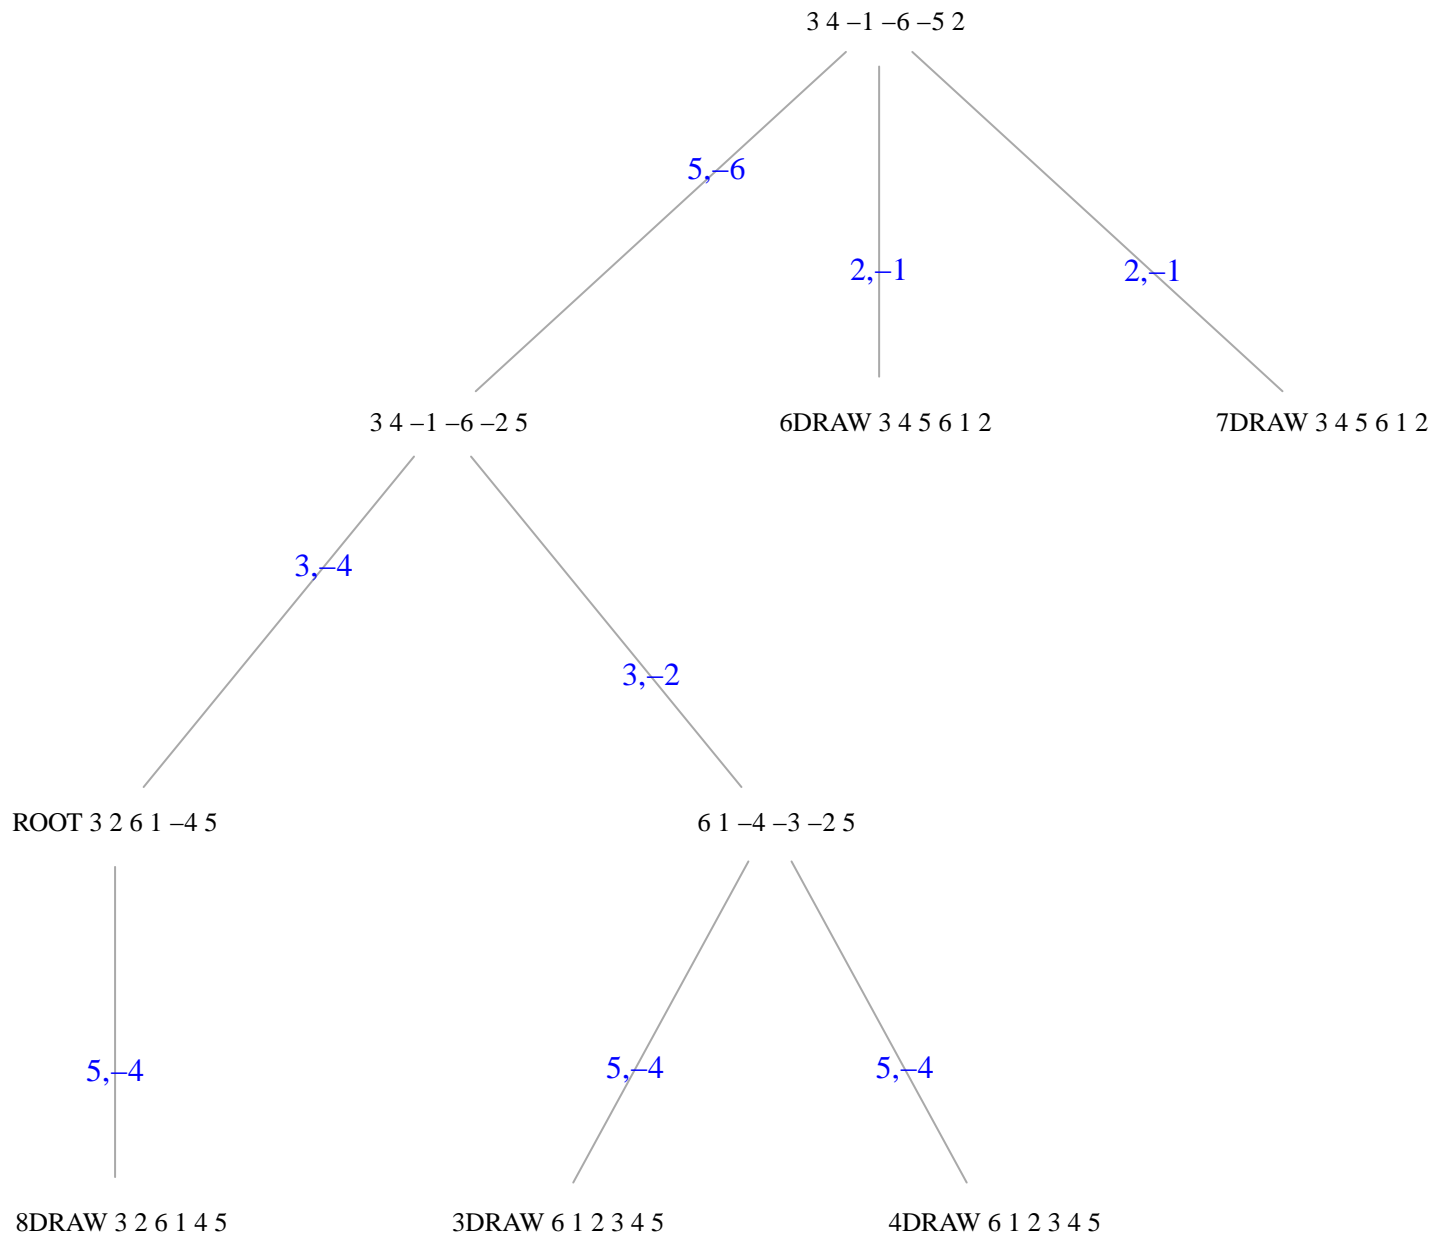 3 4 –1 –6 –5 2
5,–6
2,–1
2,–1
3 4 –1 –6 –2 5
6DRAW 3 4 5 6 1 2
7DRAW 3 4 5 6 1 2
3,–4
3,–2
ROOT 3 2 6 1 –4 5
6 1 –4 –3 –2 5
5,–4
5,–4
5,–4
8DRAW 3 2 6 1 4 5
3DRAW 6 1 2 3 4 5
4DRAW 6 1 2 3 4 5